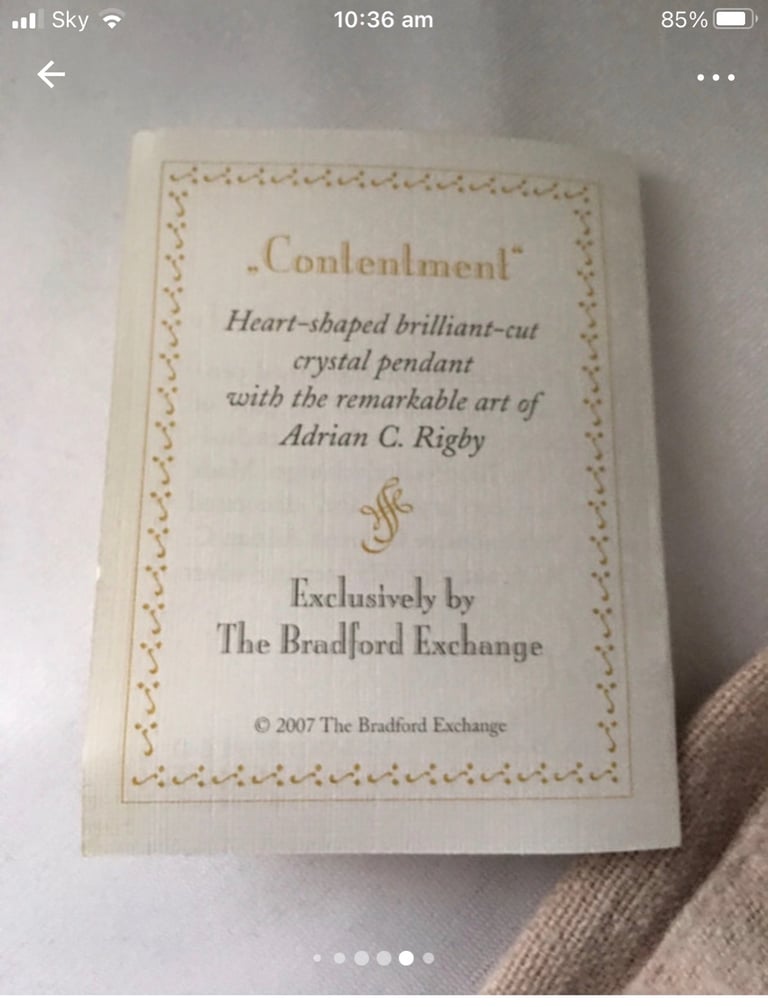 Sky
10:36 am
85%
„Contentment“
Heart-shaped brilliant-cut
crystal pendant
with the remarkable art of
Adrian C. Rigby
Exclusively by
The Bradford Exchange
© 2007 The Bradford Exchange